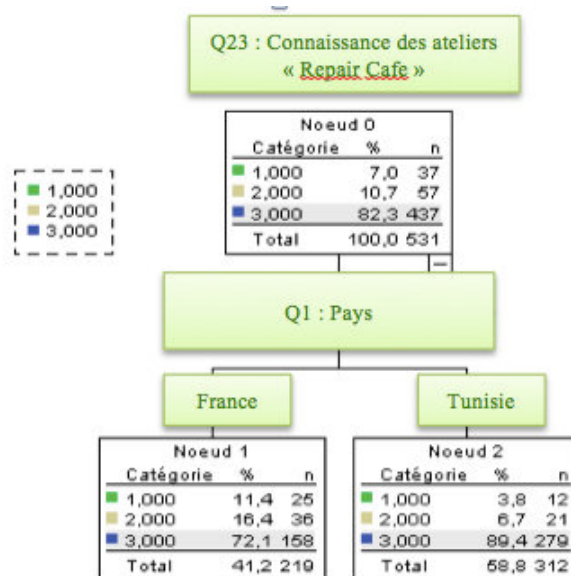 Q23 : Connaissance des ateliers
« Repair Cafe »
Noeud 0
Catégorie % n
1,000 7,0 37
2,000 10,7 57
3,000 82,3 437
Total 100,0 531
1,000
2,000
3,000
Q1 : Pays
France
Tunisie
Noeud 1
Catégorie % n
1,000 11,4 25
2,000 16,4 36
3,000 72,1 158
Total 41,2 219
Noeud 2
Catégorie % n
1,000 3,8 12
2,000 6,7 21
3,000 89,4 279
Total 58,8 312